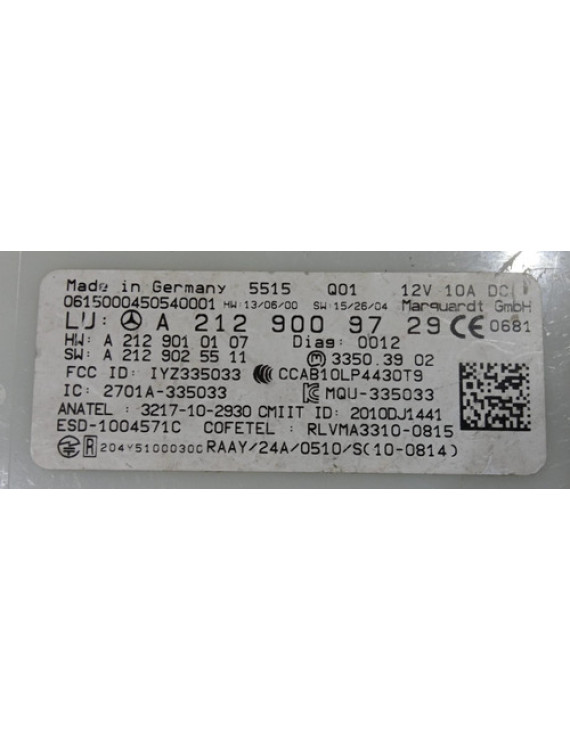 Made in Germany 5515 Q01 12V 10A DC
0615000450540001 HW:13/06/00 SW:15/26/04 Marquardt GmbH
LU: A 212 900 97 29 CE 0681
HW: A 212 901 01 07 Diag: 0012
SW: A 212 902 55 11 M 3350.3902
FCC ID: IYZ335033 CCAB10LP4430T9
IC: 2701A-335033 MQU-335033
ANATEL : 3217-10-2930 CMIIT ID: 2010DJ1441
ESD-1004571C COFETEL : RLVMA3310-0815
R 204Y51000300 RAAY/24A/0510/S(10-0814)